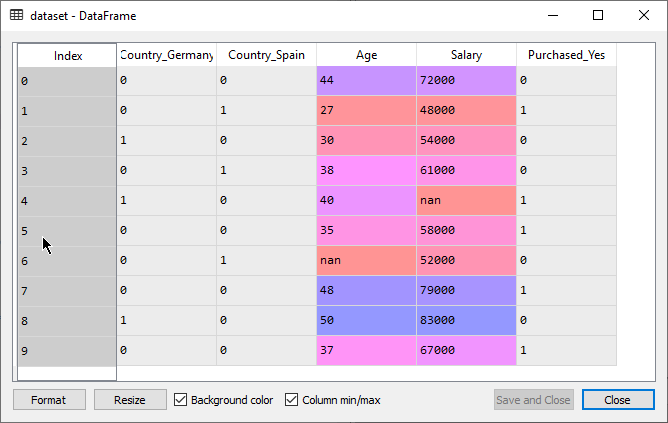 dataset - DataFrame
Index Country_Germany Country_Spain Age Salary Purchased_Yes
0 0 0 44 72000 0
1 0 1 27 48000 1
2 1 0 30 54000 0
3 0 1 38 61000 0
4 1 0 40 nan 1
5 0 0 35 58000 1
6 0 1 nan 52000 0
7 0 0 48 79000 1
8 1 0 50 83000 0
9 0 0 37 67000 1
Format Resize Background color Column min/max Save and Close Close